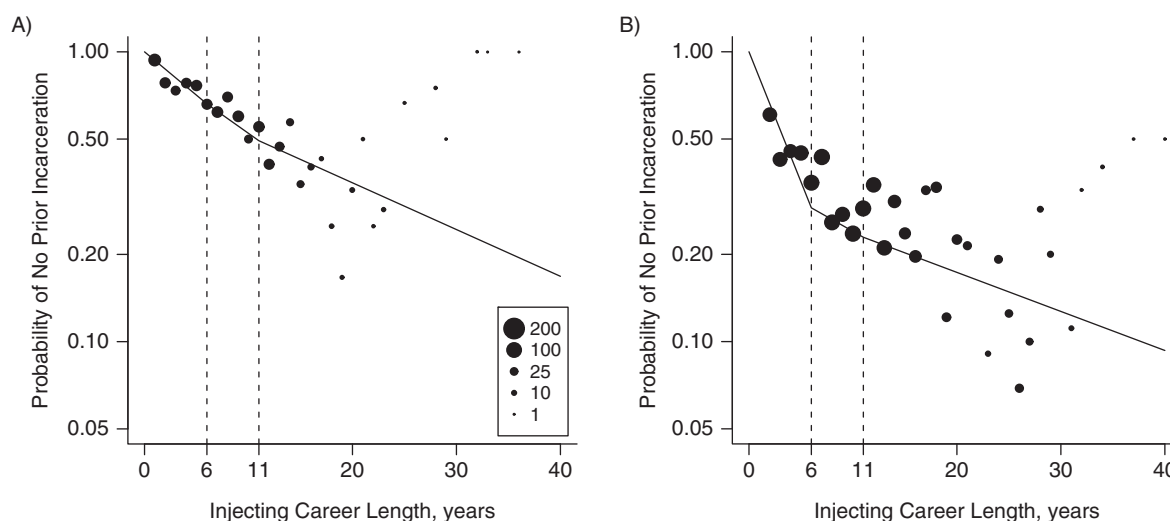 A)
Probability of No Prior Incarceration
1.00
0.50
0.20
0.10
0.05
200
100
25
10
1
0 6 11 20 30 40
Injecting Career Length, years
B)
Probability of No Prior Incarceration
1.00
0.50
0.20
0.10
0.05
0 6 11 20 30 40
Injecting Career Length, years